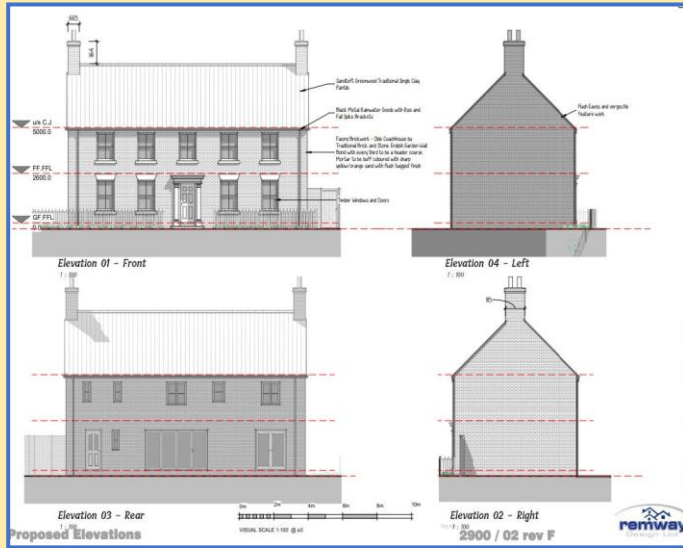 665
Sandtoft Greenwood Traditional Single Clay
Pantile
Black Metal Rainwater Goods with Rise and
Fall Spike Brackets
u/s C.J
5000.0
Facing Brickwork - Olde Coachhouse by
Traditional Brick and Stone. English Garden Wall
Bond with every third to be a header course.
Mortar to be buff coloured with sharp
yellow/orange sand with flush 'bagged' finish
FF.FFL
2600.0
Timber Windows and Doors
GF.FFL
Flush Eaves and verges/no
feature work.
Elevation 01 - Front
1 : 100
Elevation 04 - Left
1 : 100
Elevation 03 - Rear
1 : 100
0m
2m
4m
6m
8m
10m
VISUAL SCALE 1:100 @ a3
Elevation 02 - Right
1 : 100
Proposed Elevations
2900 / 02 rev F
remway
Design Ltd